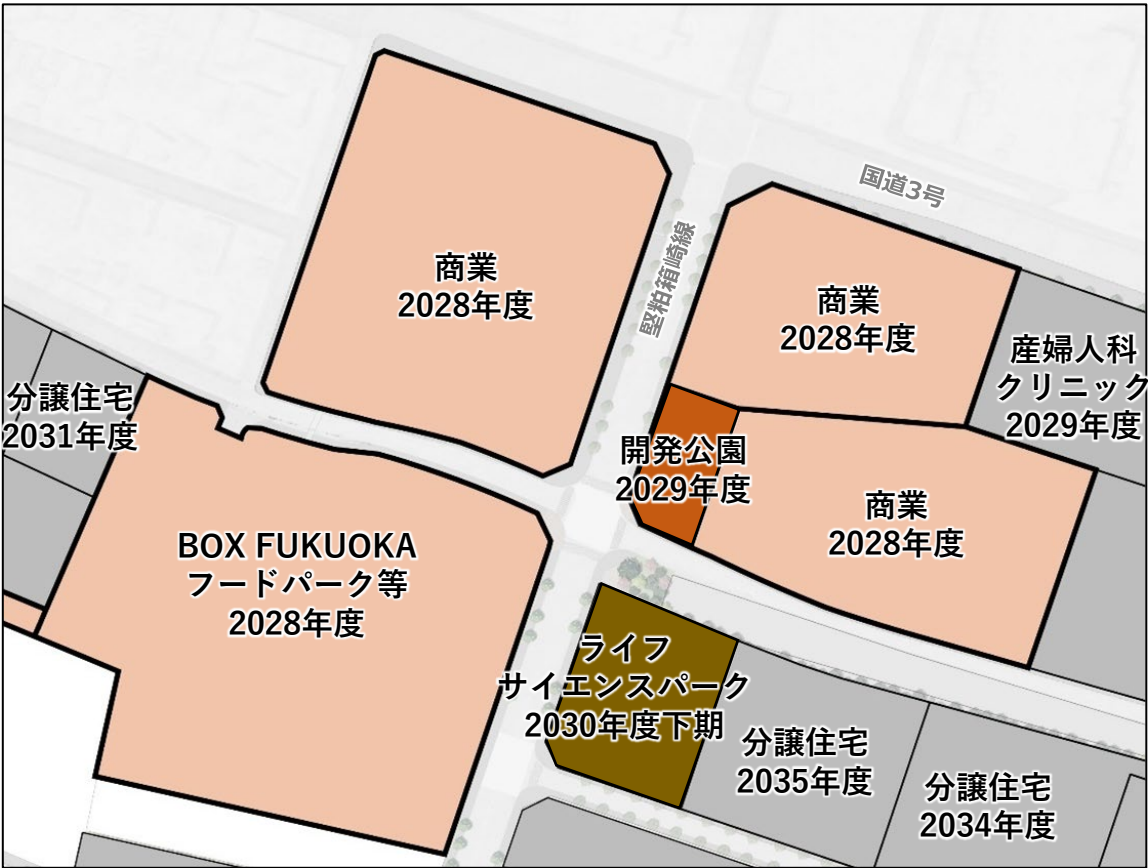 国道3号
堅粕箱崎線
商業
2028年度
商業
2028年度
産婦人科
クリニック
2029年度
分譲住宅
2031年度
開発公園
2029年度
商業
2028年度
BOX FUKUOKA
フードパーク等
2028年度
ライフ
サイエンスパーク
2030年度下期
分譲住宅
2035年度
分譲住宅
2034年度